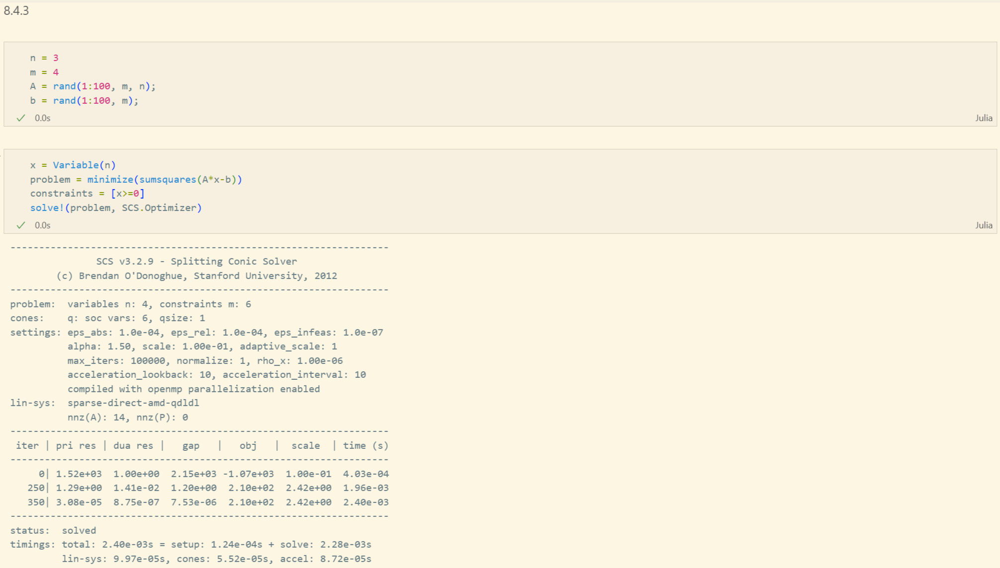 8.4.3
n = 3
m = 4
A = rand(1:100, m, n);
b = rand(1:100, m);
0.0s
Julia
x = Variable(n)
problem = minimize(sumsquares(A*x-b))
constraints = [x>=0]
solve!(problem, SCS.Optimizer)
0.0s
Julia
------------------------------------------------------------------
SCS v3.2.9 - Splitting Conic Solver
(c) Brendan O'Donoghue, Stanford University, 2012
------------------------------------------------------------------
problem:  variables n: 4, constraints m: 6
cones:    q: soc vars: 6, qsize: 1
settings: eps_abs: 1.0e-04, eps_rel: 1.0e-04, eps_infeas: 1.0e-07
alpha: 1.50, scale: 1.00e-01, adaptive_scale: 1
max_iters: 100000, normalize: 1, rho_x: 1.00e-06
acceleration_lookback: 10, acceleration_interval: 10
compiled with openmp parallelization enabled
lin-sys:  sparse-direct-amd-qdldl
nnz(A): 14, nnz(P): 0
------------------------------------------------------------------
iter | pri res | dua res |   gap   |   obj   |  scale  | time (s)
------------------------------------------------------------------
0| 1.52e+03  1.00e+00  2.15e+03 -1.07e+03  1.00e-01  4.03e-04
250| 1.29e+00  1.41e-02  1.20e+00  2.10e+02  2.42e+00  1.96e-03
350| 3.08e-05  8.75e-07  7.53e-06  2.10e+02  2.42e+00  2.40e-03
------------------------------------------------------------------
status:  solved
timings: total: 2.40e-03s = setup: 1.24e-04s + solve: 2.28e-03s
lin-sys: 9.97e-05s, cones: 5.52e-05s, accel: 8.72e-05s